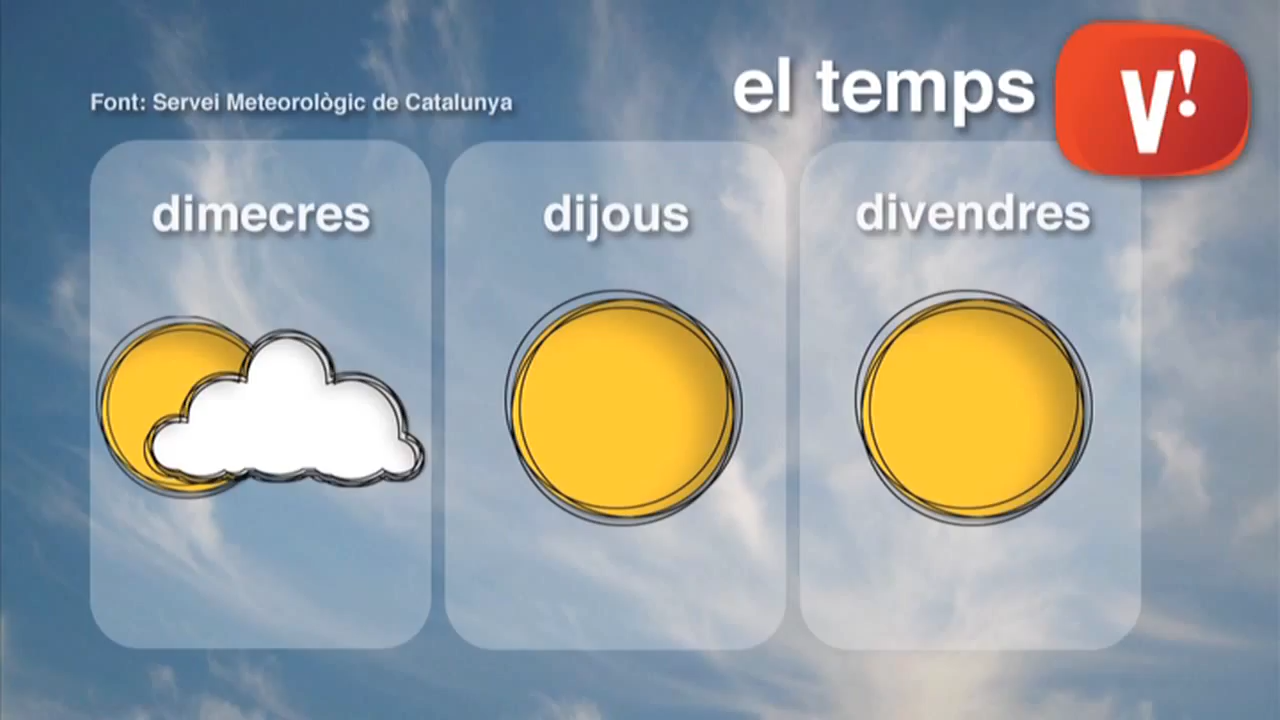 el temps
V!
Font: Servei Meteorològic de Catalunya
dimecres
dijous
divendres